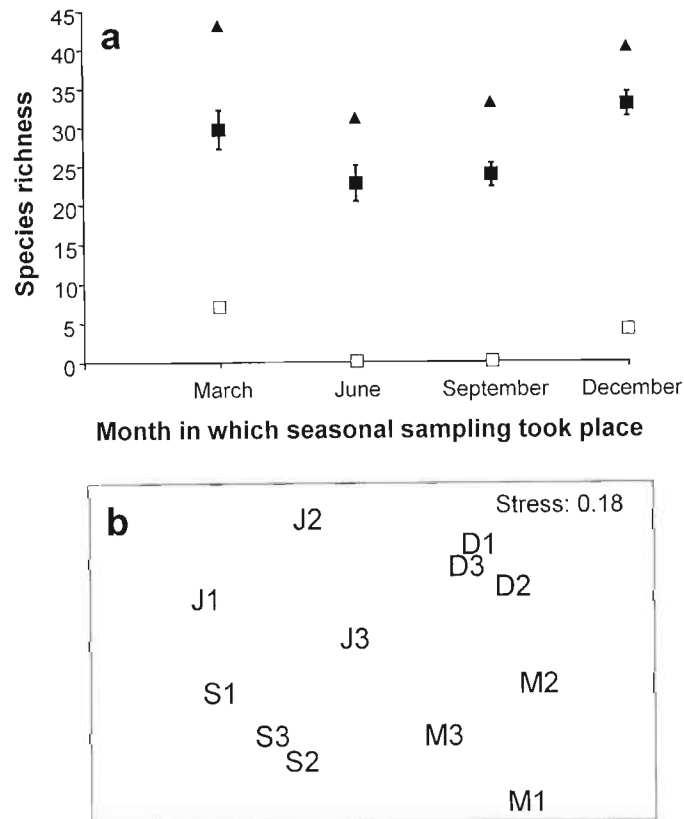 a
Species richness
45
40
35
30
25
20
15
10
5
0
March June September December
Month in which seasonal sampling took place
b
Stress: 0.18
J2
D1
D3
D2
J1
J3
M2
S1
S3
M3
S2
M1